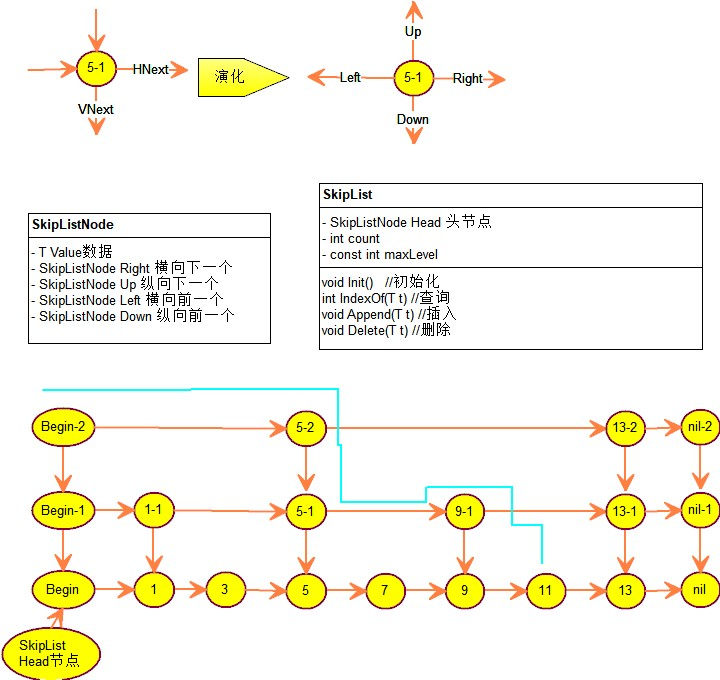 Up
5-1
HNext
演化
Left
5-1
Right
VNext
Down
SkipList
- SkipListNode Head 头节点
- int count
- const int maxLevel
void Init()   //初始化
int IndexOf(T t) //查询
void Append(T t) //插入
void Delete(T t) //删除
SkipListNode
- T Value数据
- SkipListNode Right 横向下一个
- SkipListNode Up 纵向下一个
- SkipListNode Left 横向前一个
- SkipListNode Down 纵向前一个
Begin-2
5-2
13-2
nil-2
Begin-1
1-1
5-1
9-1
13-1
nil-1
Begin
1
3
5
7
9
11
13
nil
SkipList
Head节点